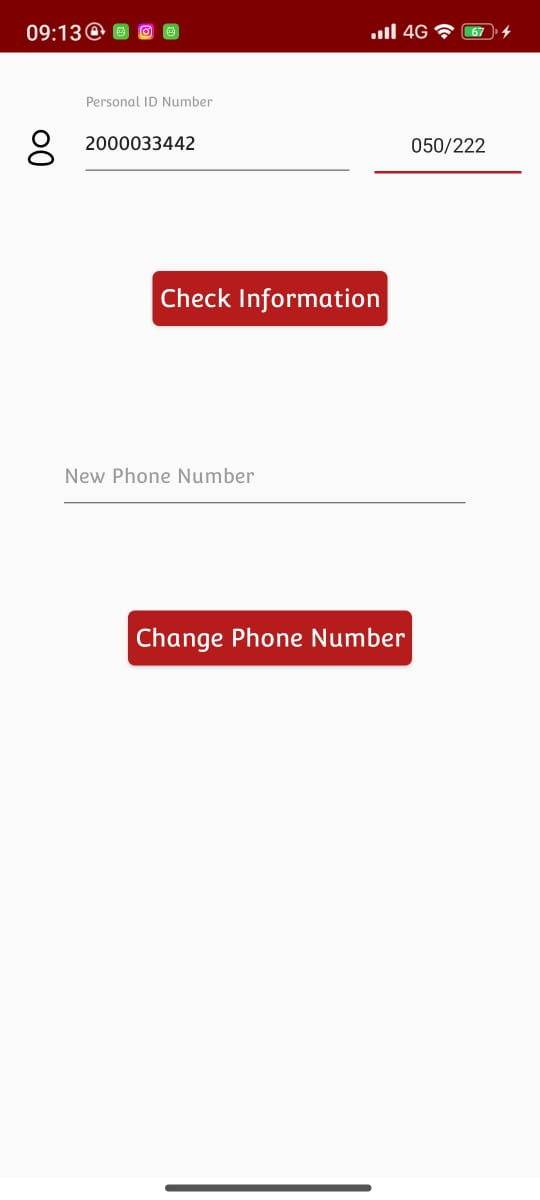 09:13 4G 67
Personal ID Number
2000033442 050/222
Check Information
New Phone Number
Change Phone Number